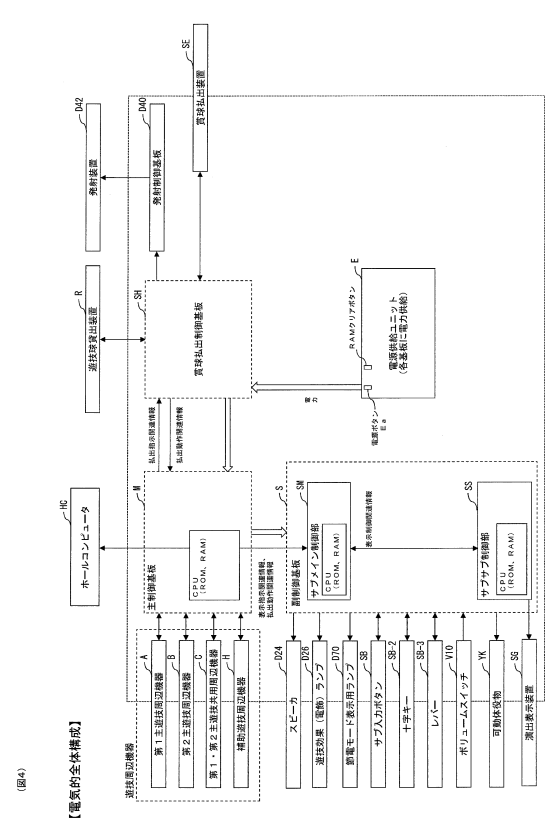 (図4)
【電気的全体構成】
ホールコンピュータ
HC
遊技球貸出装置
R
発射装置
D42
発射制御基板
D40
賞球払出装置
SE
遊技周辺機器
第1主遊技周辺機器
A
第2主遊技周辺機器
B
第1・第2主遊技共用周辺機器
C
補助遊技周辺機器
H
主制御基板
M
CPU
(ROM、RAM)
払出指示関連情報
払出動作関連情報
賞球払出制御基板
SH
表示指示関連情報、
払出動作関連情報
電力
電源供給ユニット
(各基板に電力供給)
E
RAMクリアボタン
電源ボタン
Ea
副制御基板
S
サブメイン制御部
SM
CPU
(ROM、RAM)
表示制御関連情報
サブサブ制御部
SS
CPU
(ROM、RAM)
スピーカ
D24
遊技効果(電飾)ランプ
D26
節電モード表示用ランプ
D70
サブ入力ボタン
SB
十字キー
SB-2
レバー
SB-3
ボリュームスイッチ
V10
可動体役物
YK
演出表示装置
SG